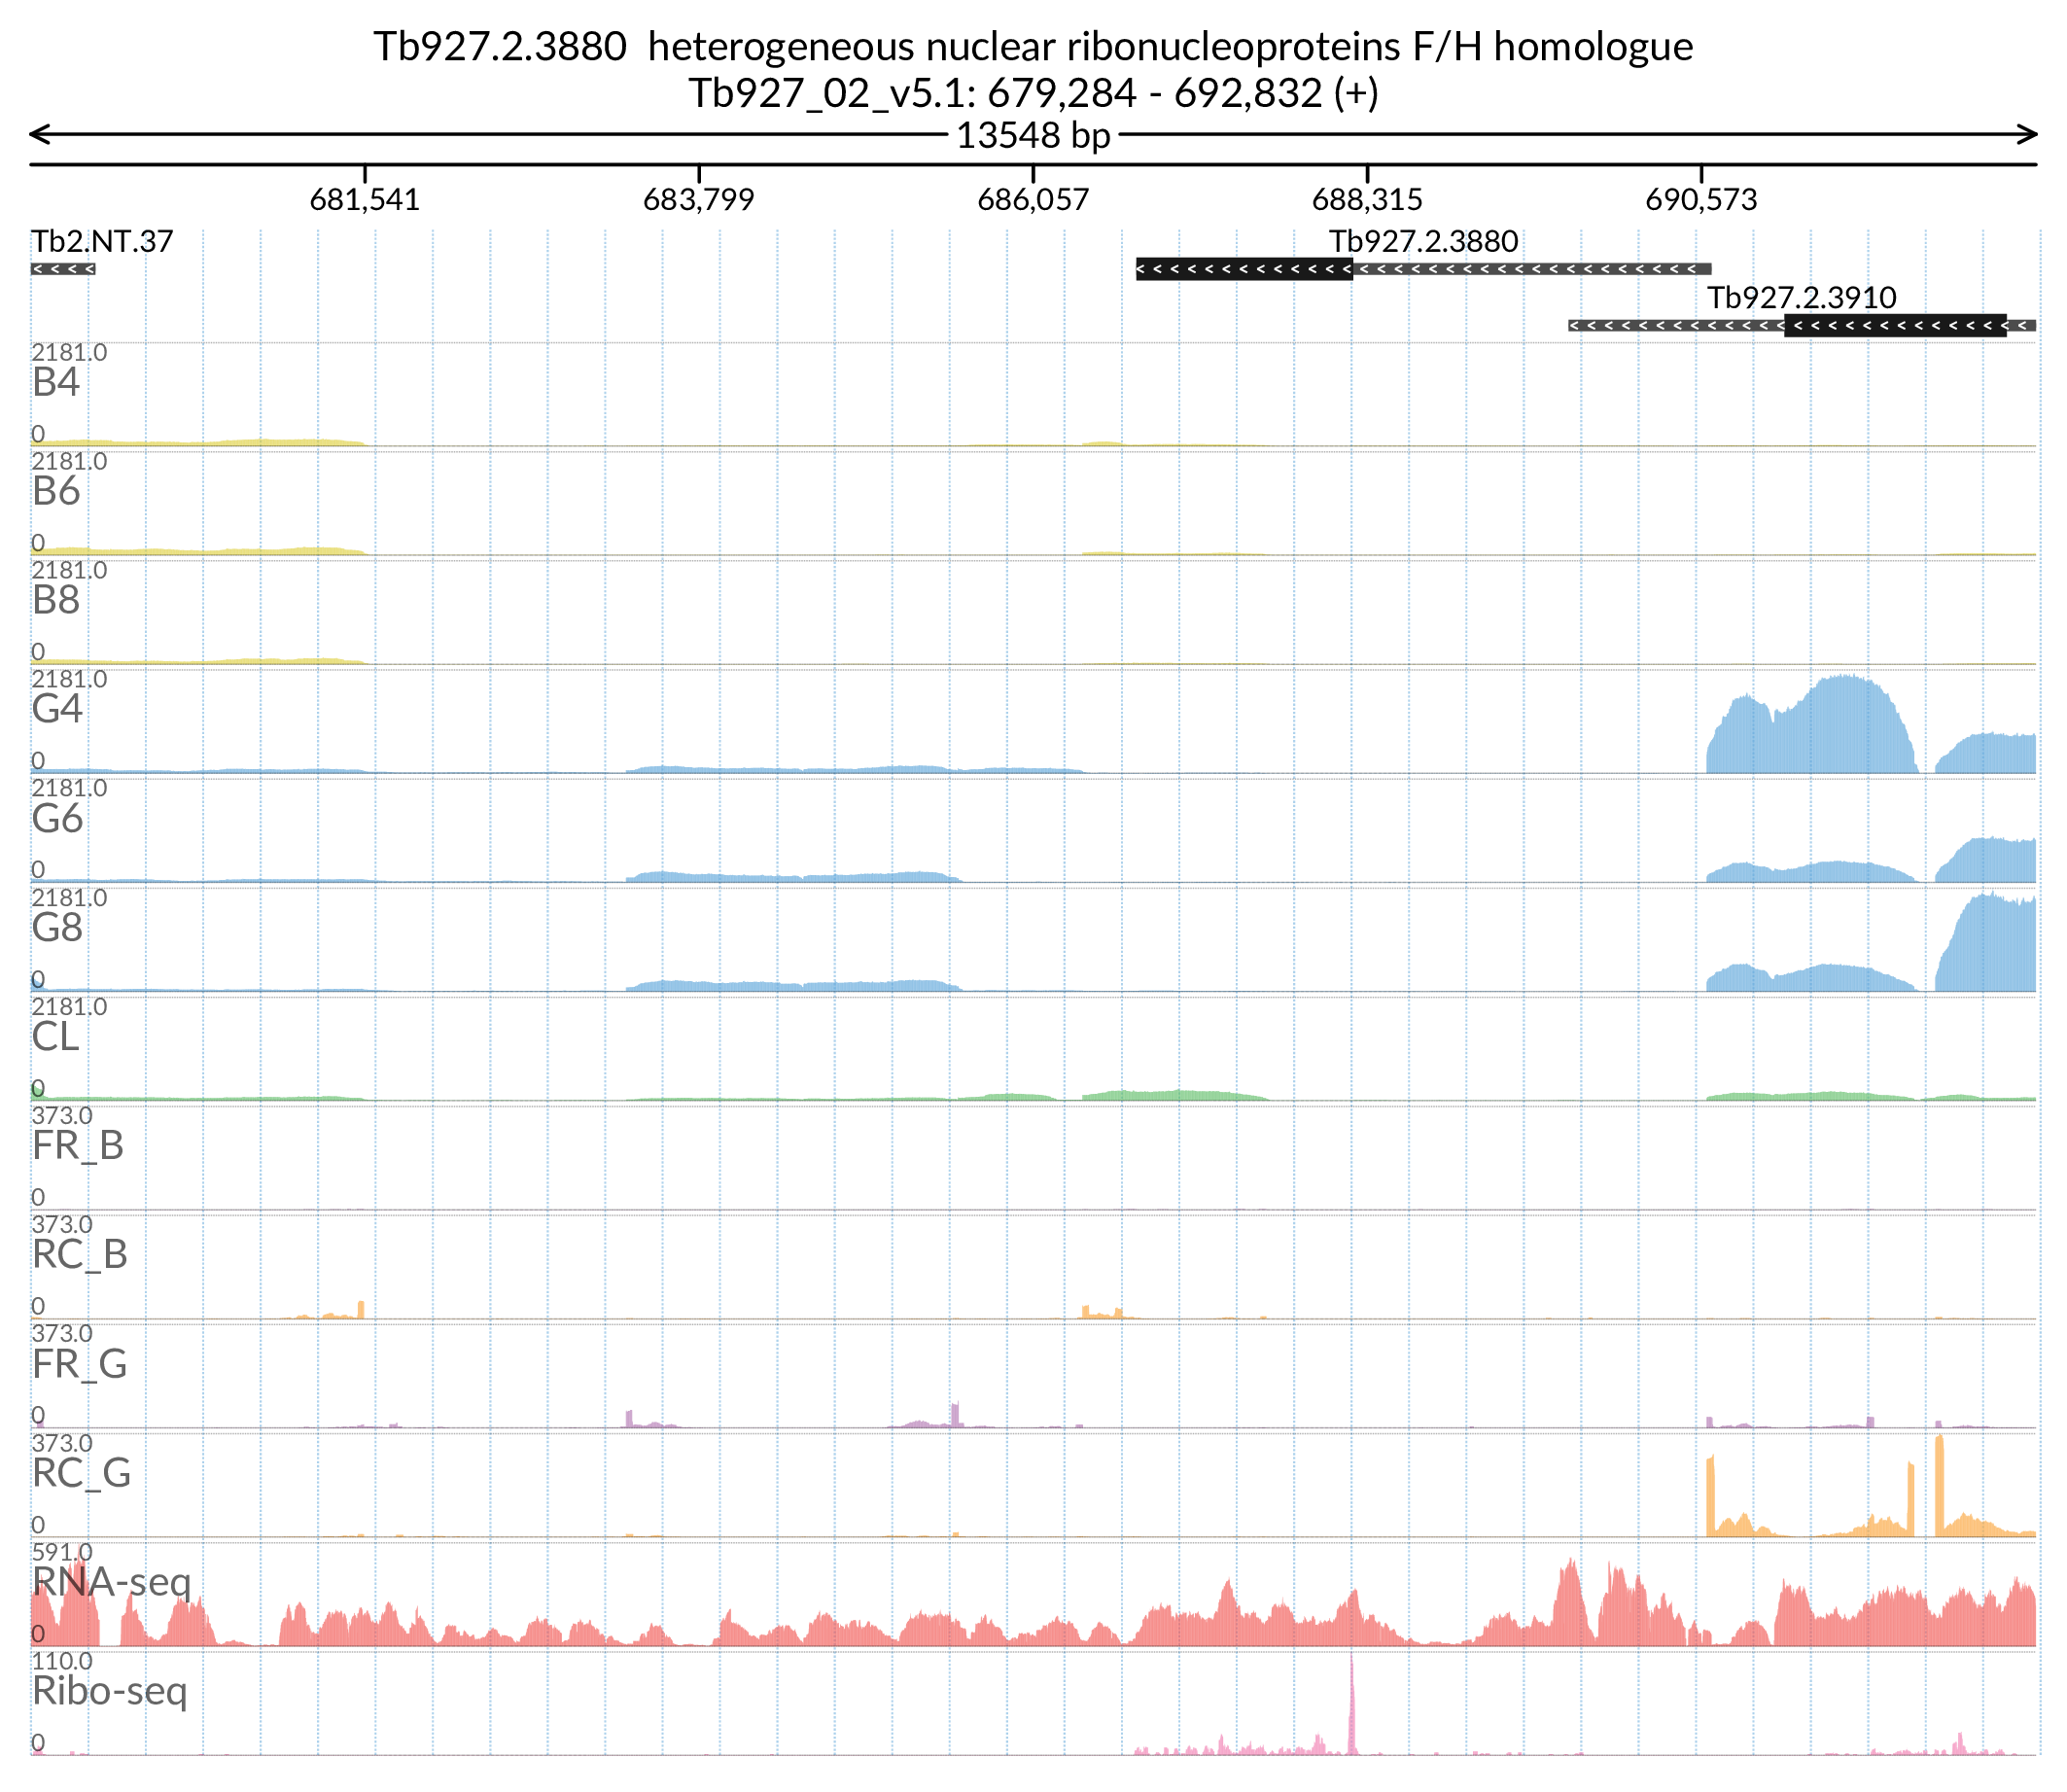 Tb927.2.3880  heterogeneous nuclear ribonucleoproteins F/H homologue
Tb927_02_v5.1: 679,284 - 692,832 (+)
13548 bp
681,541 683,799 686,057 688,315 690,573
Tb2.NT.37 Tb927.2.3880
Tb927.2.3910
2181.0
B4
0
2181.0
B6
0
2181.0
B8
0
2181.0
G4
0
2181.0
G6
0
2181.0
G8
0
2181.0
CL
0
373.0
FR_B
0
373.0
RC_B
0
373.0
FR_G
0
373.0
RC_G
0
591.0
RNA-seq
0
110.0
Ribo-seq
0